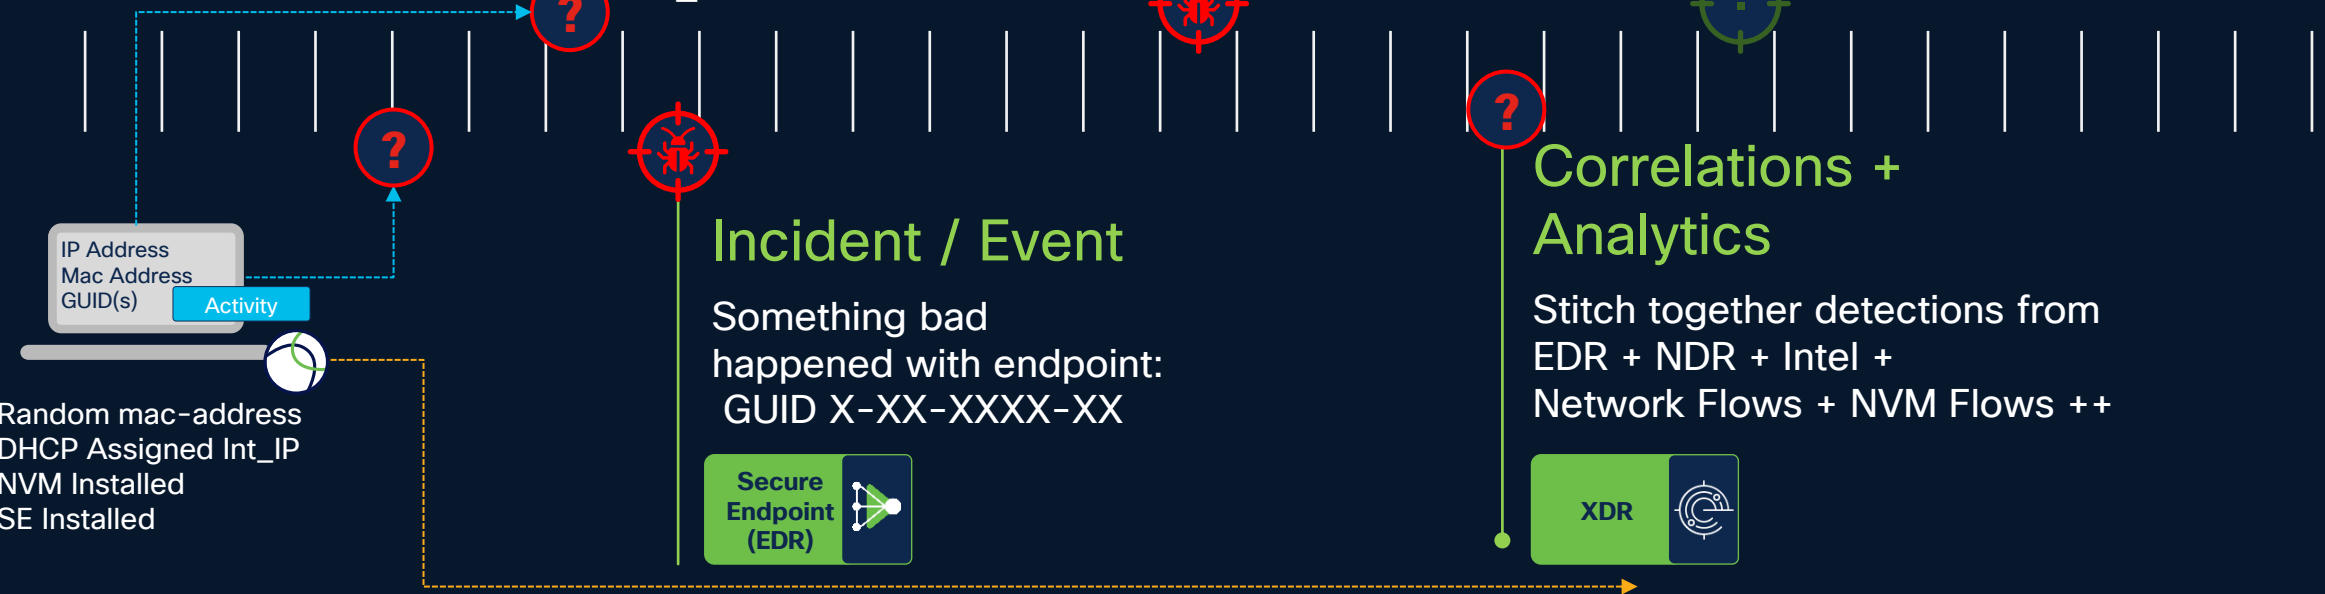 ?
?
?
IP Address
Mac Address
GUID(s)
Activity
Random mac-address
DHCP Assigned Int_IP
NVM Installed
SE Installed
Incident / Event
Something bad
happened with endpoint:
GUID X-XX-XXXX-XX
Secure
Endpoint
(EDR)
Correlations +
Analytics
Stitch together detections from
EDR + NDR + Intel +
Network Flows + NVM Flows ++
XDR